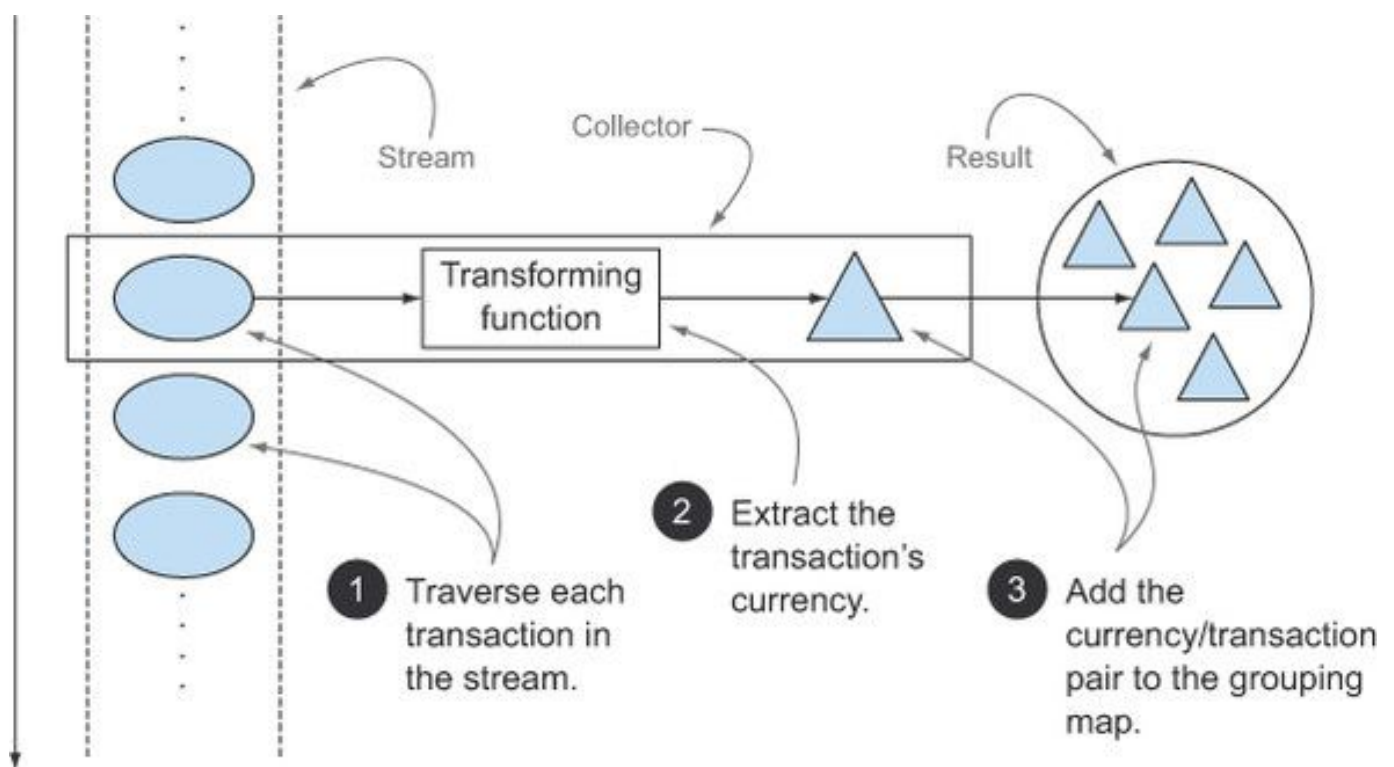 Stream
Collector
Result
Transforming
function
1
Traverse each
transaction in
the stream.
2
Extract the
transaction's
currency.
3
Add the
currency/transaction
pair to the grouping
map.